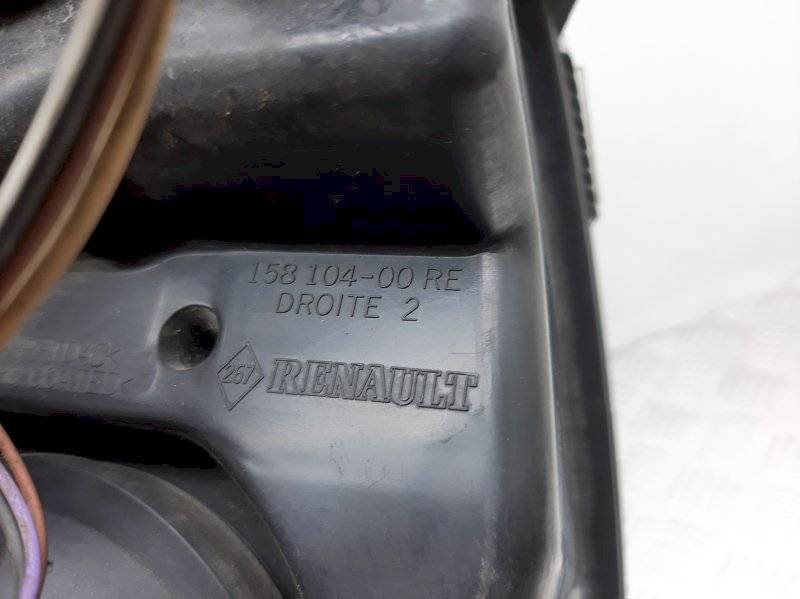 158 104-00 RE
DROITE 2
267 RENAULT